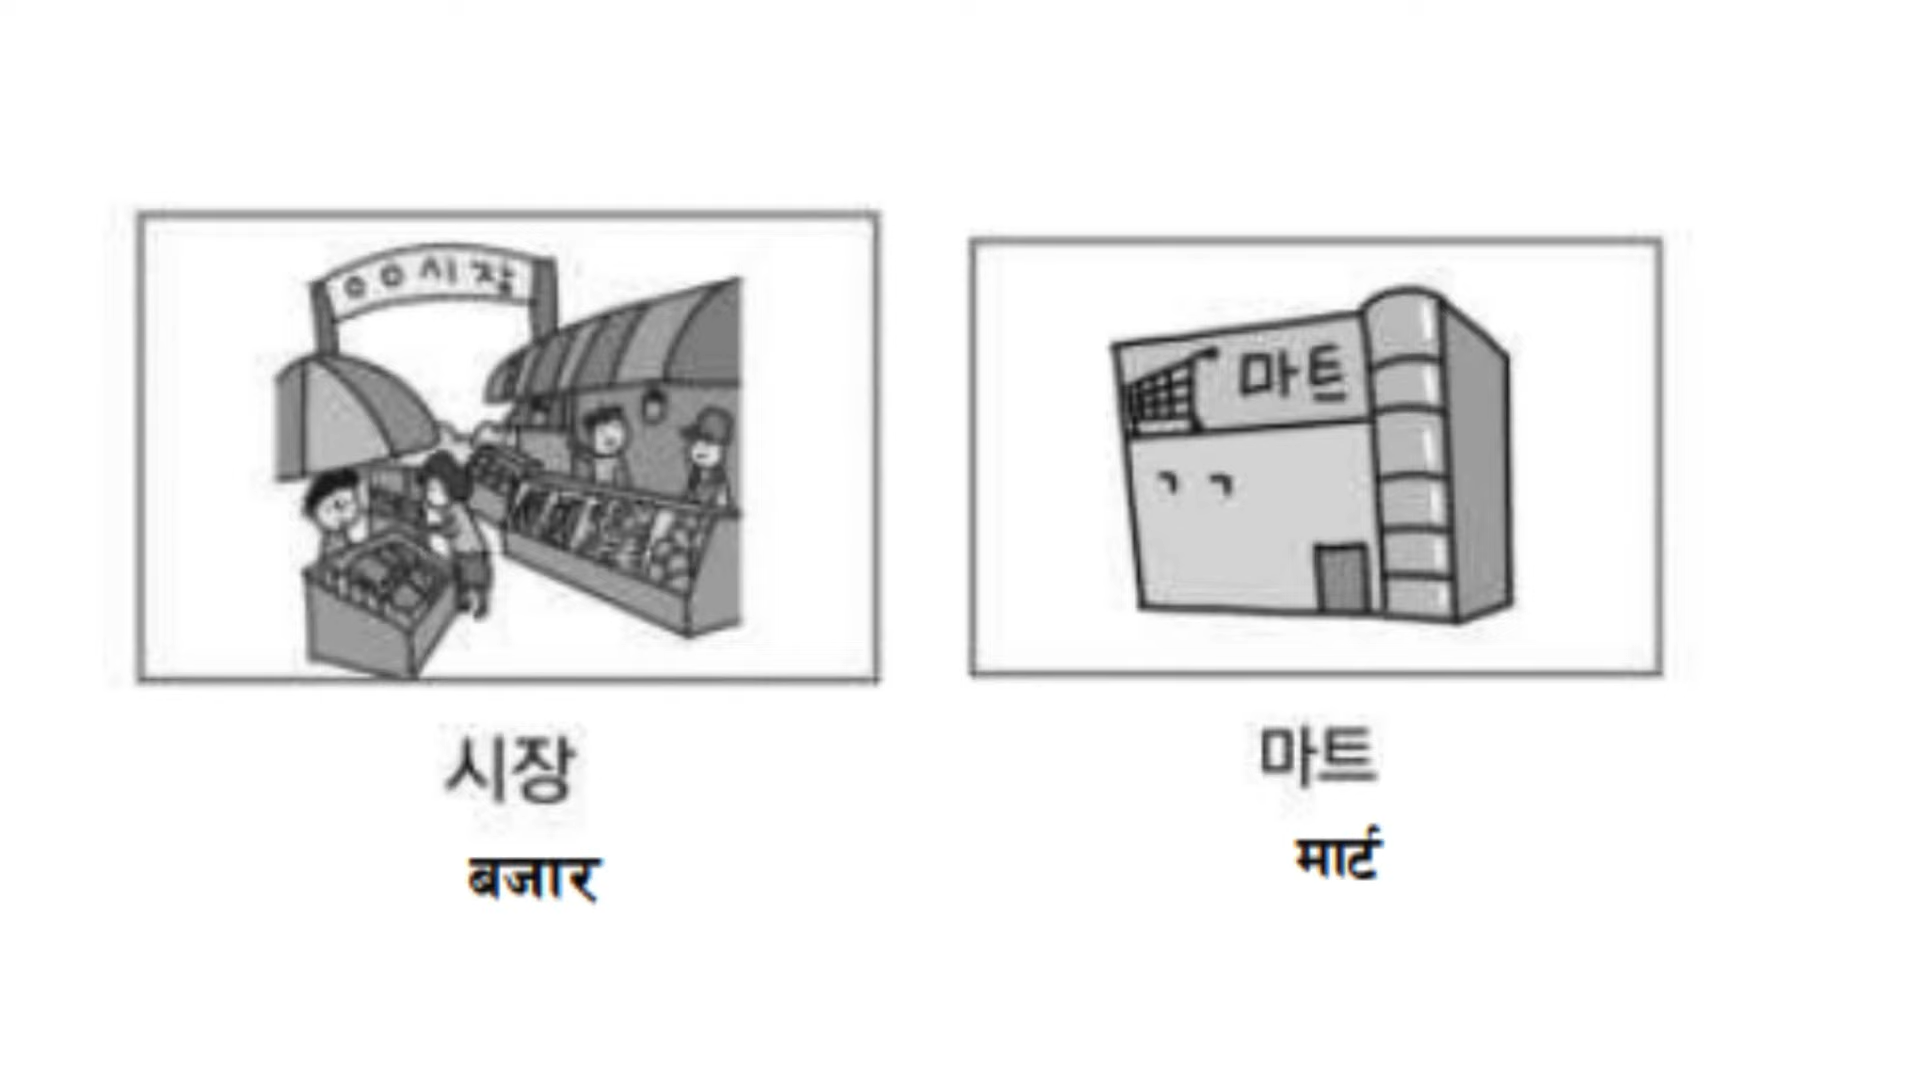 ㅇㅇ시장
마트
시장
마트
बजार
मार्ट